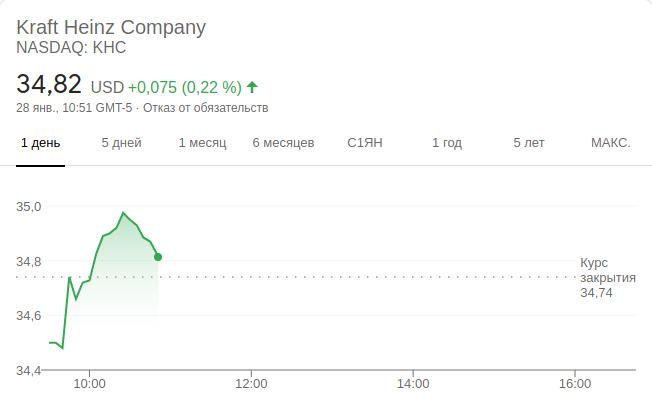 Kraft Heinz Company
NASDAQ: KHC
34,82 USD +0,075 (0,22 %)
28 янв., 10:51 GMT-5 · Отказ от обязательств
1 день 5 дней 1 месяц 6 месяцев С1ЯН 1 год 5 лет МАКС.
35,0
34,8
Курс
закрытия
34,74
34,6
34,4
10:00 12:00 14:00 16:00